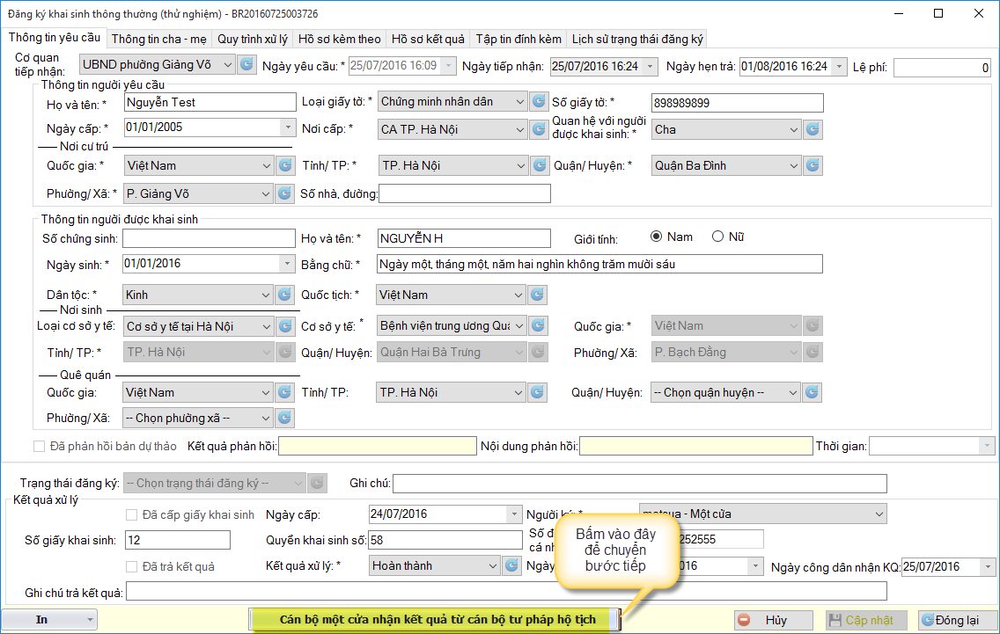 Đăng ký khai sinh thông thường (thử nghiệm) - BR20160725003726
Thông tin yêu cầu Thông tin cha - mẹ Quy trình xử lý Hồ sơ kèm theo Hồ sơ kết quả Tập tin đính kèm Lịch sử trạng thái đăng ký
Cơ quan tiếp nhận: UBND phường Giảng Võ Ngày yêu cầu: * 25/07/2016 16:09 Ngày tiếp nhận: 25/07/2016 16:24 Ngày hẹn trả: 01/08/2016 16:24 Lệ phí: 0
Thông tin người yêu cầu
Họ và tên: * Nguyễn Test Loại giấy tờ: * Chứng minh nhân dân Số giấy tờ: * 898989899
Ngày cấp: * 01/01/2005 Nơi cấp: * CA TP. Hà Nội Quan hệ với người được khai sinh: * Cha
Nơi cư trú
Quốc gia: * Việt Nam Tỉnh/ TP: * TP. Hà Nội Quận/ Huyện: * Quận Ba Đình
Phường/ Xã: * P. Giảng Võ Số nhà, đường:
Thông tin người được khai sinh
Số chứng sinh: Họ và tên: * NGUYỄN H Giới tính: Nam Nữ
Ngày sinh: * 01/01/2016 Bằng chữ: * Ngày một, tháng một, năm hai nghìn không trăm mười sáu
Dân tộc: * Kinh Quốc tịch: * Việt Nam
Nơi sinh
Loại cơ sở y tế: Cơ sở y tế tại Hà Nội Cơ sở y tế: * Bệnh viện trung ương Quâ Quốc gia: * Việt Nam
Tỉnh/ TP: * TP. Hà Nội Quận/ Huyện: Quận Hai Bà Trưng Phường/ Xã: P. Bạch Đằng
Quê quán
Quốc gia: Việt Nam Tỉnh/ TP: TP. Hà Nội Quận/ Huyện: -- Chọn quận huyện --
Phường/ Xã: -- Chọn phường xã --
Đã phản hồi bản dự thảo Kết quả phản hồi: Nội dung phản hồi: Thời gian:
Trạng thái đăng ký: -- Chọn trạng thái đăng ký -- Ghi chú:
Kết quả xử lý
Đã cấp giấy khai sinh Ngày cấp: 24/07/2016 Người ký: * motcua - Một cửa
Số giấy khai sinh: 12 Quyển khai sinh số: 58 Số đ cá nh 252555
Đã trả kết quả Kết quả xử lý: * Hoàn thành Ngày 016 Ngày công dân nhận KQ: 25/07/2016
Ghi chú trả kết quả:
Bấm vào đây
để chuyển
bước tiếp
In Cán bộ một cửa nhận kết quả từ cán bộ tư pháp hộ tịch Hủy Cập nhật Đóng lại